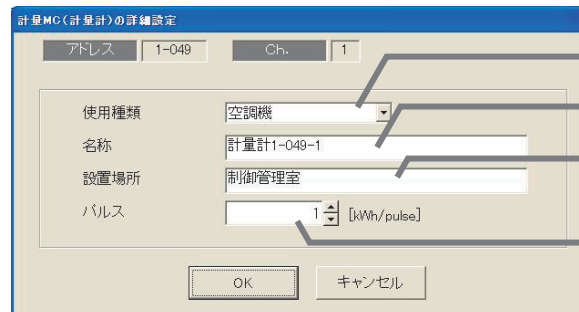 計量MC(計量計)の詳細設定
アドレス 1-049 Ch. 1
使用種類 空調機
名称 計量計1-049-1
設置場所 制御管理室
パルス 1 [kWh/pulse]
OK キャンセル